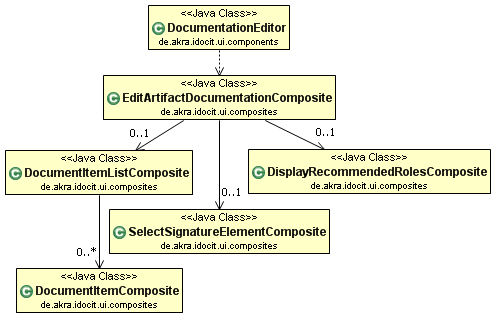 <<Java Class>>
DocumentationEditor
de.akra.idocit.ui.components
<<Java Class>>
EditArtifactDocumentationComposite
de.akra.idocit.ui.composites
0..1
0..1
<<Java Class>>
DocumentItemListComposite
de.akra.idocit.ui.composites
<<Java Class>>
DisplayRecommendedRolesComposite
de.akra.idocit.ui.composites
0..1
<<Java Class>>
SelectSignatureElementComposite
de.akra.idocit.ui.composites
0..*
<<Java Class>>
DocumentItemComposite
de.akra.idocit.ui.composites